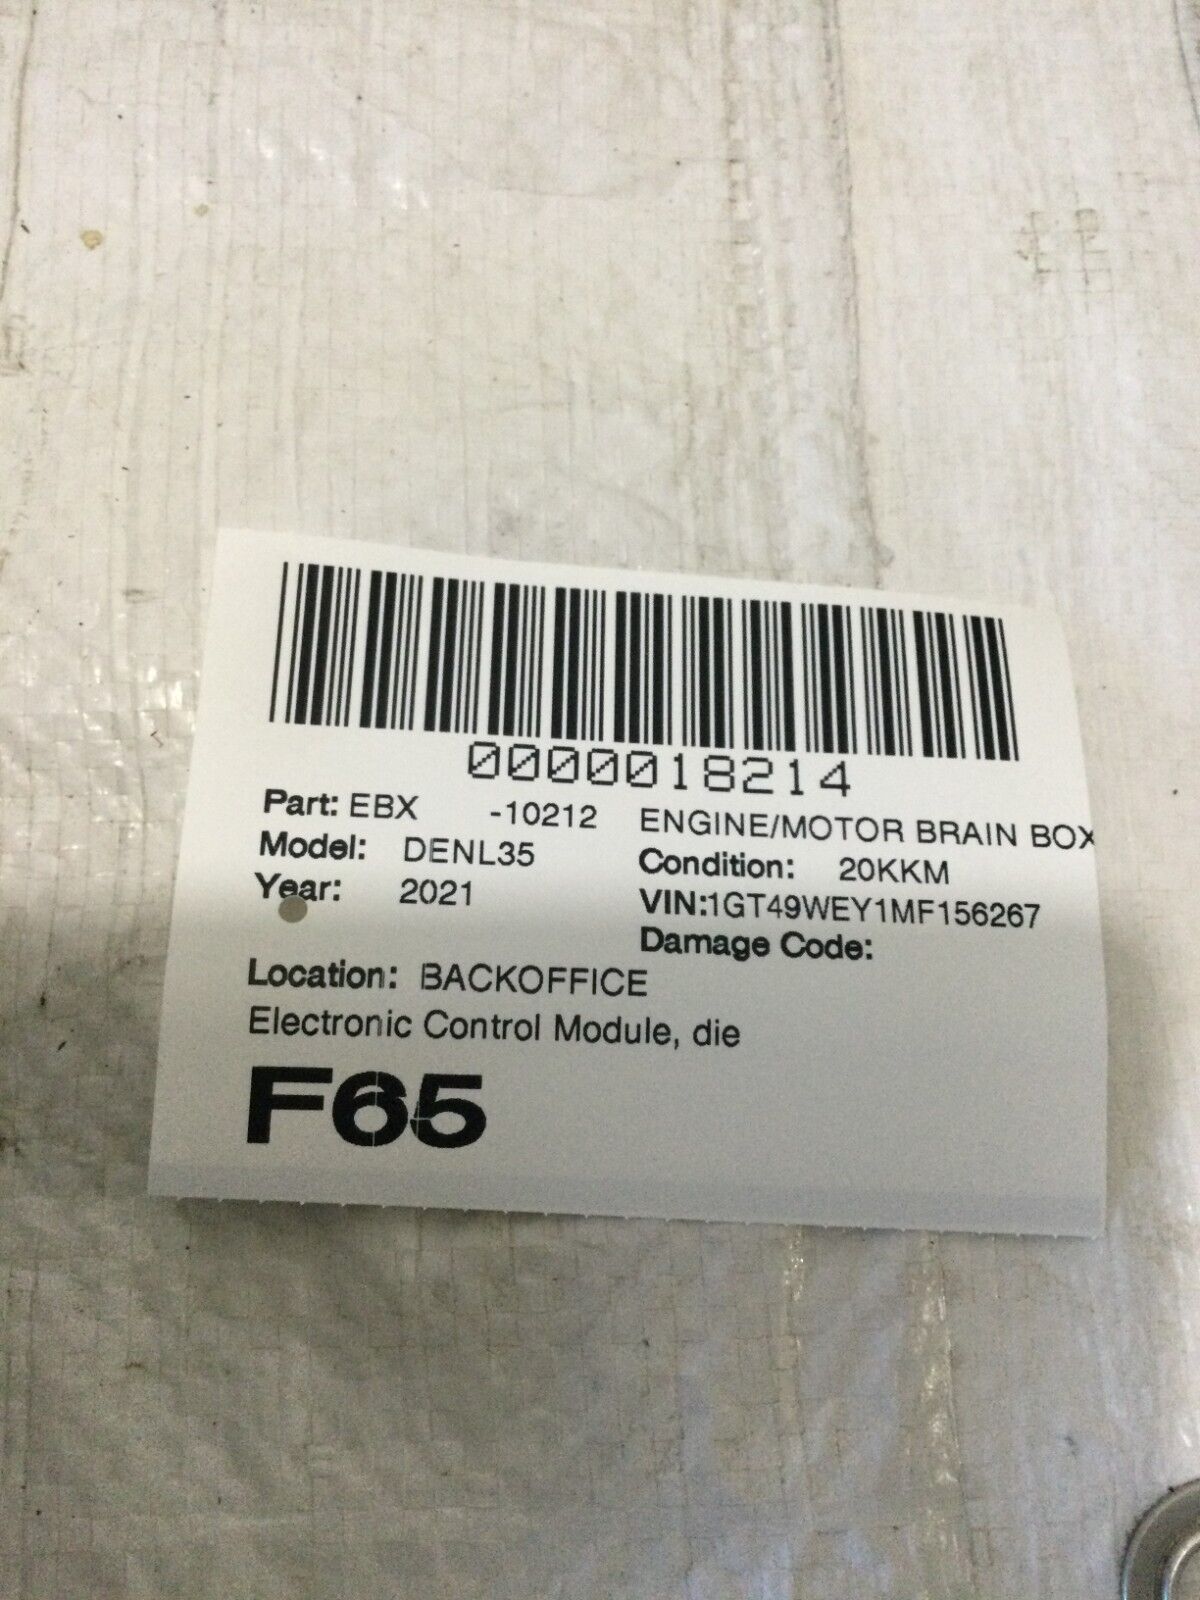 0000018214
Part: EBX -10212 ENGINE/MOTOR BRAIN BOX
Model: DENL35 Condition: 20KKM
Year: 2021 VIN:1GT49WEY1MF156267
Damage Code:
Location: BACKOFFICE
Electronic Control Module, die
F65